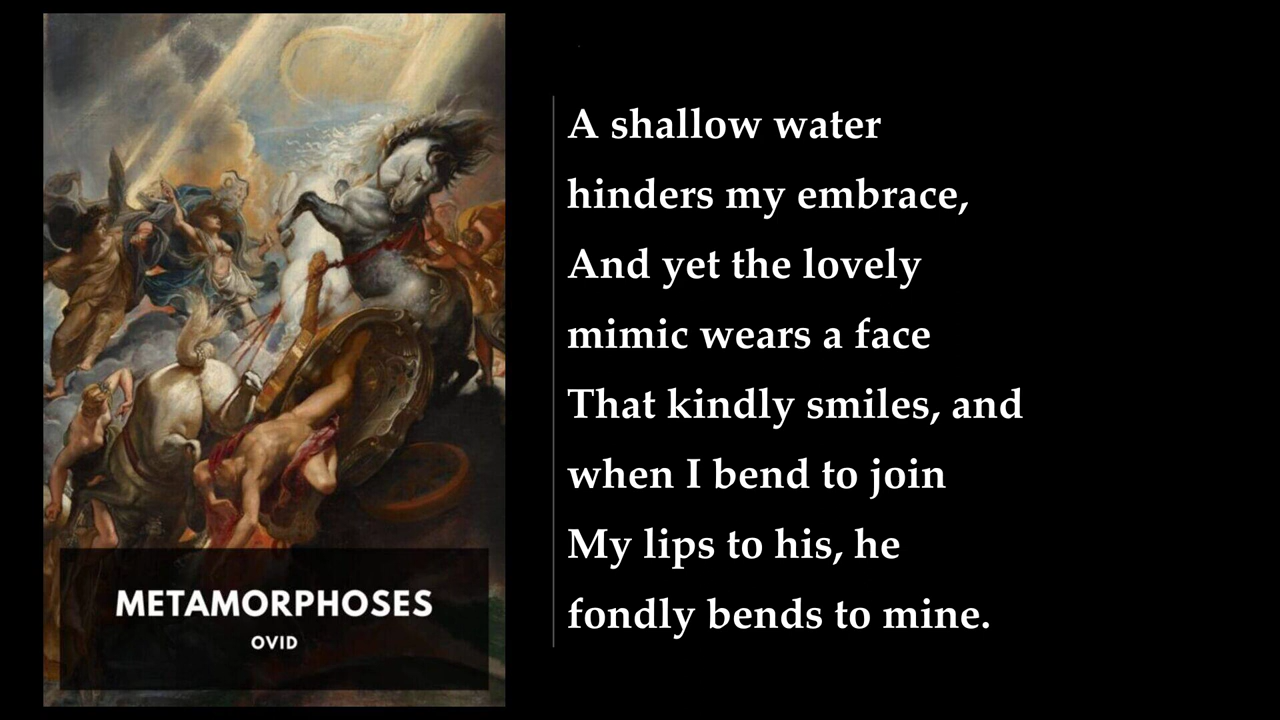 METAMORPHOSES
OVID
A shallow water
hinders my embrace,
And yet the lovely
mimic wears a face
That kindly smiles, and
when I bend to join
My lips to his, he
fondly bends to mine.